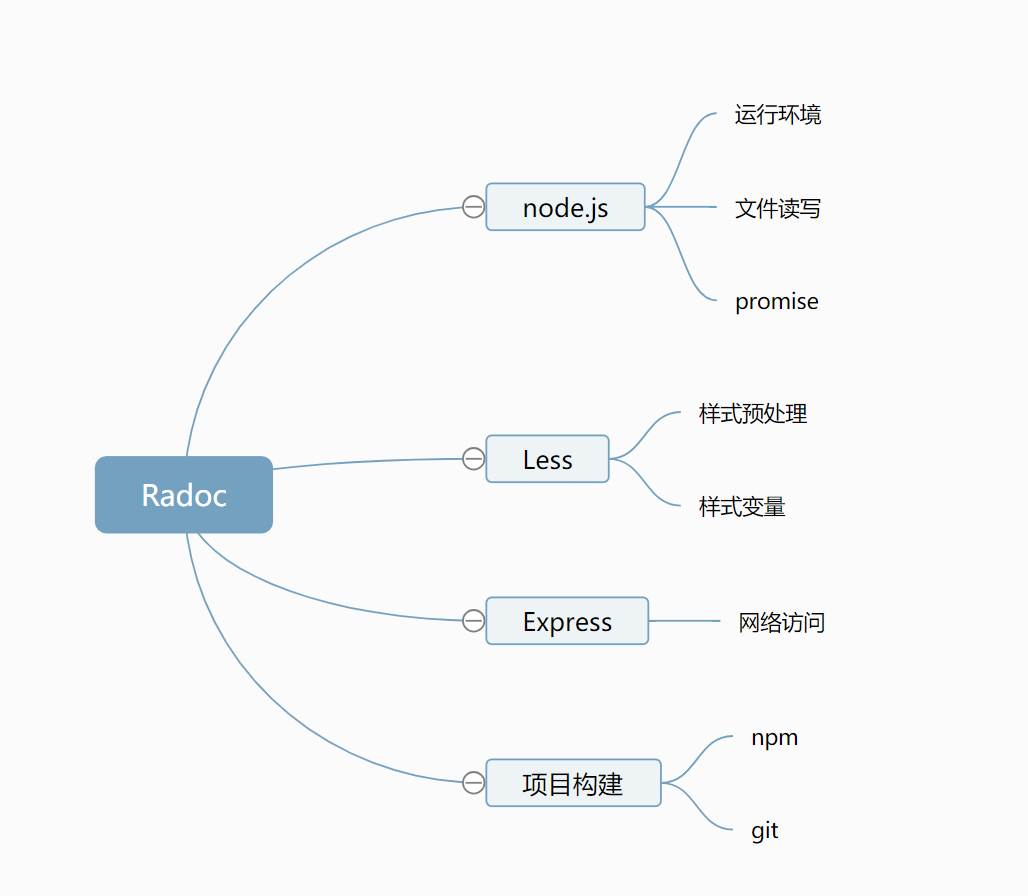 Radoc
node.js
运行环境
文件读写
promise
Less
样式预处理
样式变量
Express
网络访问
项目构建
npm
git